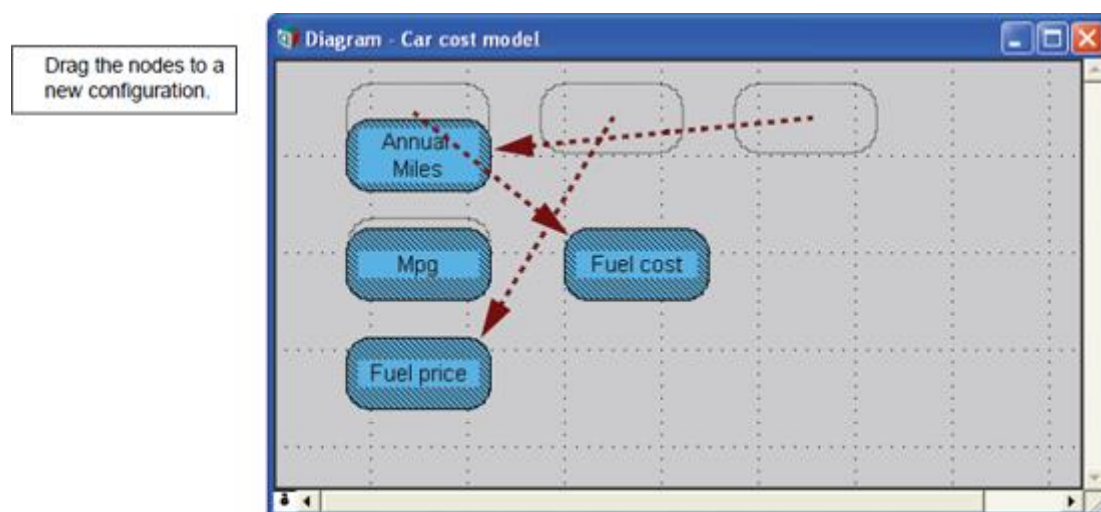 Drag the nodes to a
new configuration.
Diagram - Car cost model
Annual
Miles
Mpg
Fuel cost
Fuel price